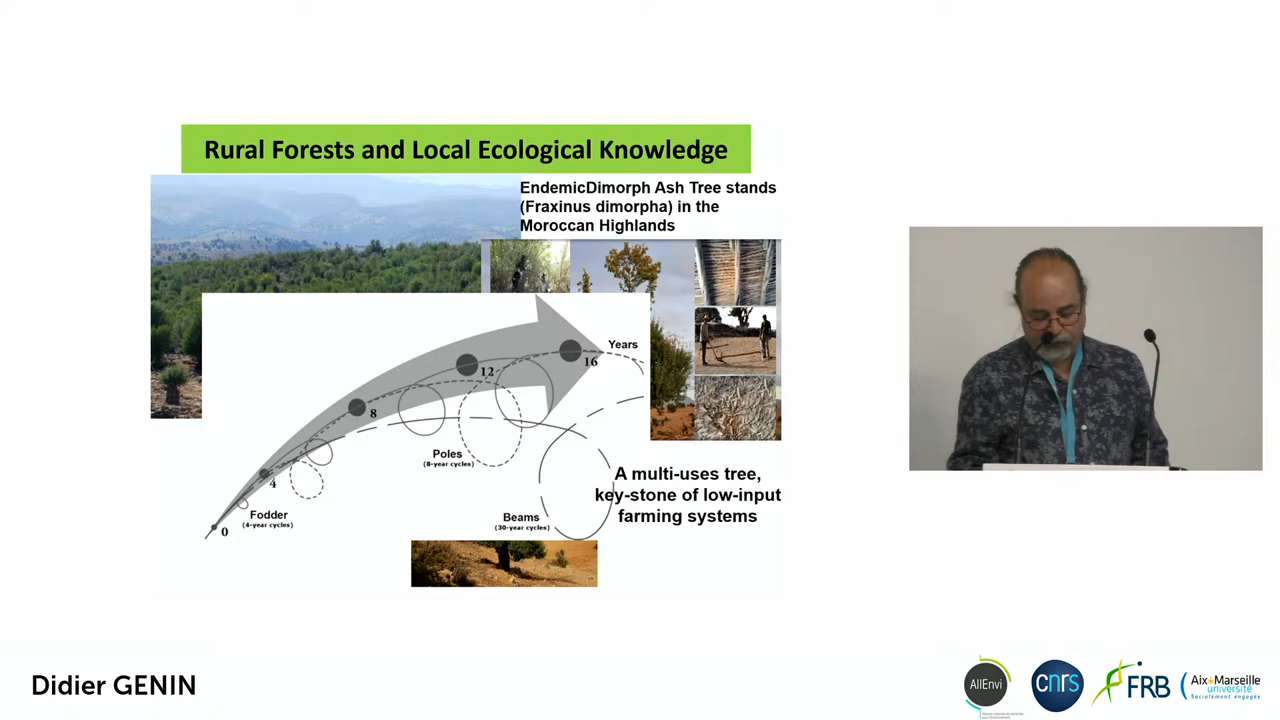 Rural Forests and Local Ecological Knowledge
EndemicDimorph Ash Tree stands
(Fraxinus dimorpha) in the
Moroccan Highlands
Years
16
12
8
4
0
Poles
(8-year cycles)
Fodder
(4-year cycles)
Beams
(30-year cycles)
A multi-uses tree,
key-stone of low-input
farming systems
Didier GENIN
AllEnvi
cnrs
FRB
Aix Marseille
université
Socialement engagée